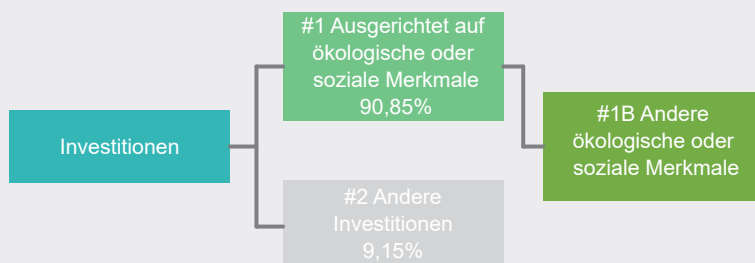 Investitionen
#1 Ausgerichtet auf
ökologische oder
soziale Merkmale
90,85%
#2 Andere
Investitionen
9,15%
#1B Andere
ökologische oder
soziale Merkmale